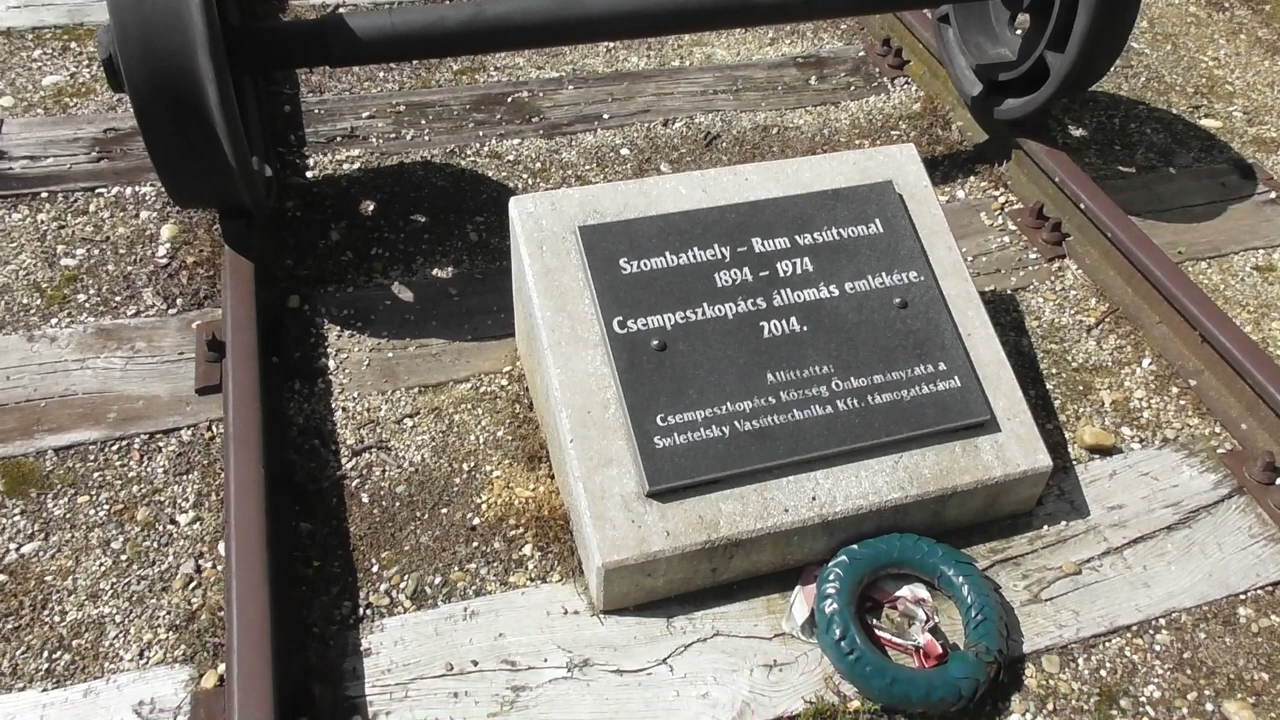 Szombathely – Rum vasútvonal
1894 – 1974
Csempeszkopács állomás emlékére.
2014.
Állíttatta:
Csempeszkopács Község Önkormányzata a
Swietelsky Vasúttechnika Kft. támogatásával